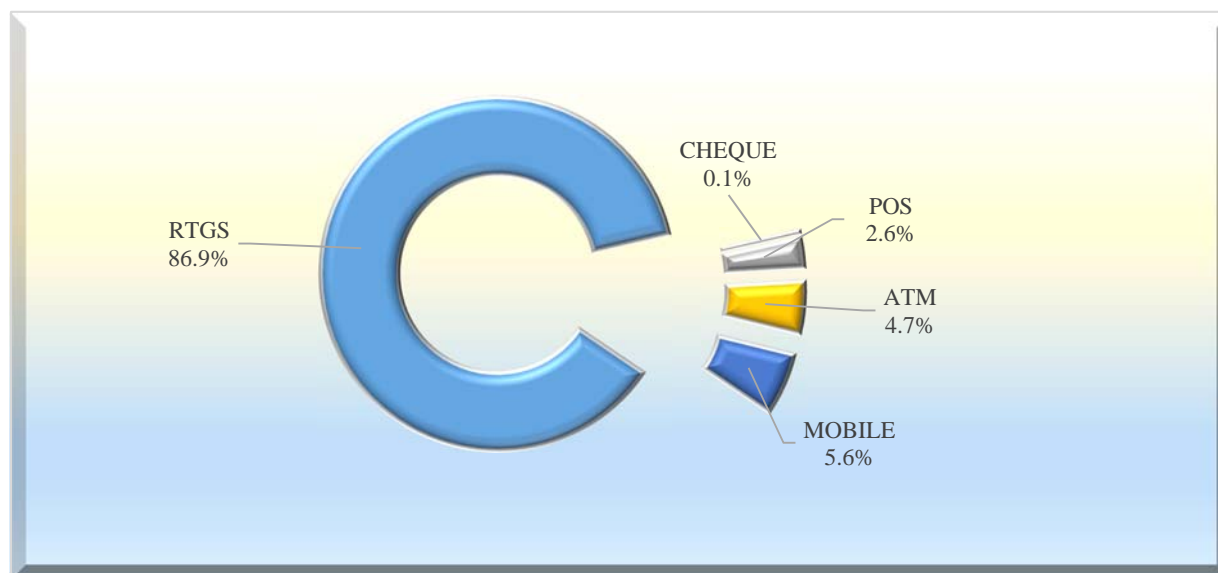 CHEQUE
0.1%
POS
2.6%
RTGS
86.9%
ATM
4.7%
MOBILE
5.6%